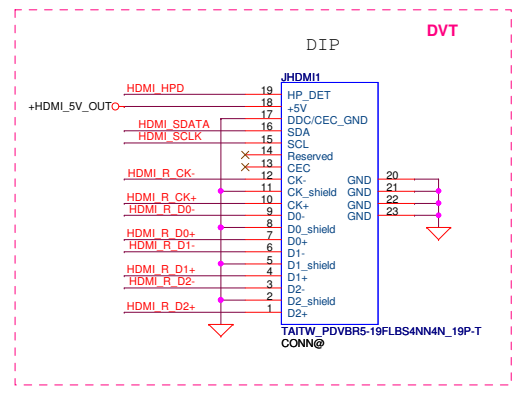 DVT
DIP
JHDMI1
HDMI_HPD 19 HP_DET
+HDMI_5V_OUT 18 +5V
17 DDC/CEC_GND
HDMI_SDATA 16 SDA
HDMI_SCLK 15 SCL
14 Reserved
13 CEC
HDMI_R_CK- 12 CK- GND 20
11 CK_shield GND 21
HDMI_R_CK+ 10 CK+ GND 22
HDMI_R_D0- 9 D0- GND 23
8 D0_shield
HDMI_R_D0+ 7 D0+
HDMI_R_D1- 6 D1-
5 D1_shield
HDMI_R_D1+ 4 D1+
HDMI_R_D2- 3 D2-
2 D2_shield
HDMI_R_D2+ 1 D2+
TAITW_PDVBR5-19FLBS4NN4N_19P-T
CONN@